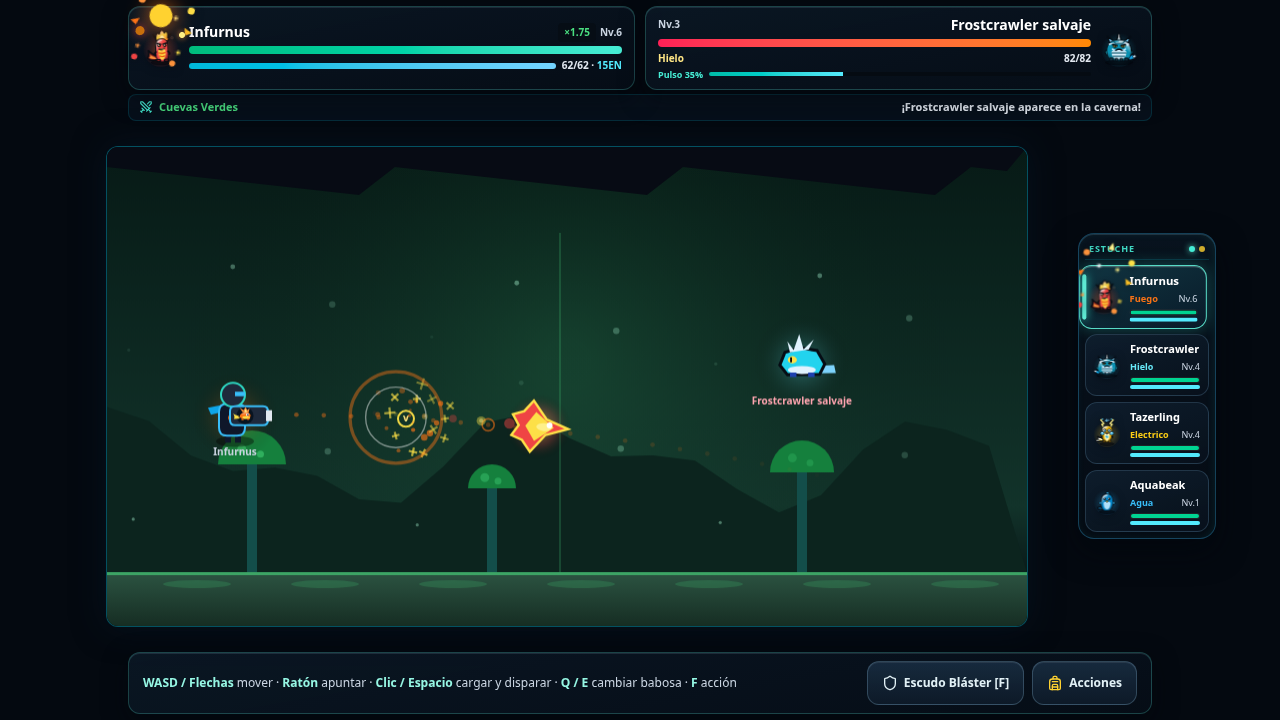 Infurnus ×1.75 Nv.6
62/62 · 15EN
Nv.3 Frostcrawler salvaje
Hielo 82/82
Pulso 35%
Cuevas Verdes ¡Frostcrawler salvaje aparece en la caverna!
ESTUCHE
Infurnus
Fuego Nv.6
Frostcrawler
Hielo Nv.4
Tazerling
Electrico Nv.4
Aquabeak
Agua Nv.1
Frostcrawler salvaje
Infurnus
WASD / Flechas mover · Ratón apuntar · Clic / Espacio cargar y disparar · Q / E cambiar babosa · F acción
Escudo Bláster [F]
Acciones